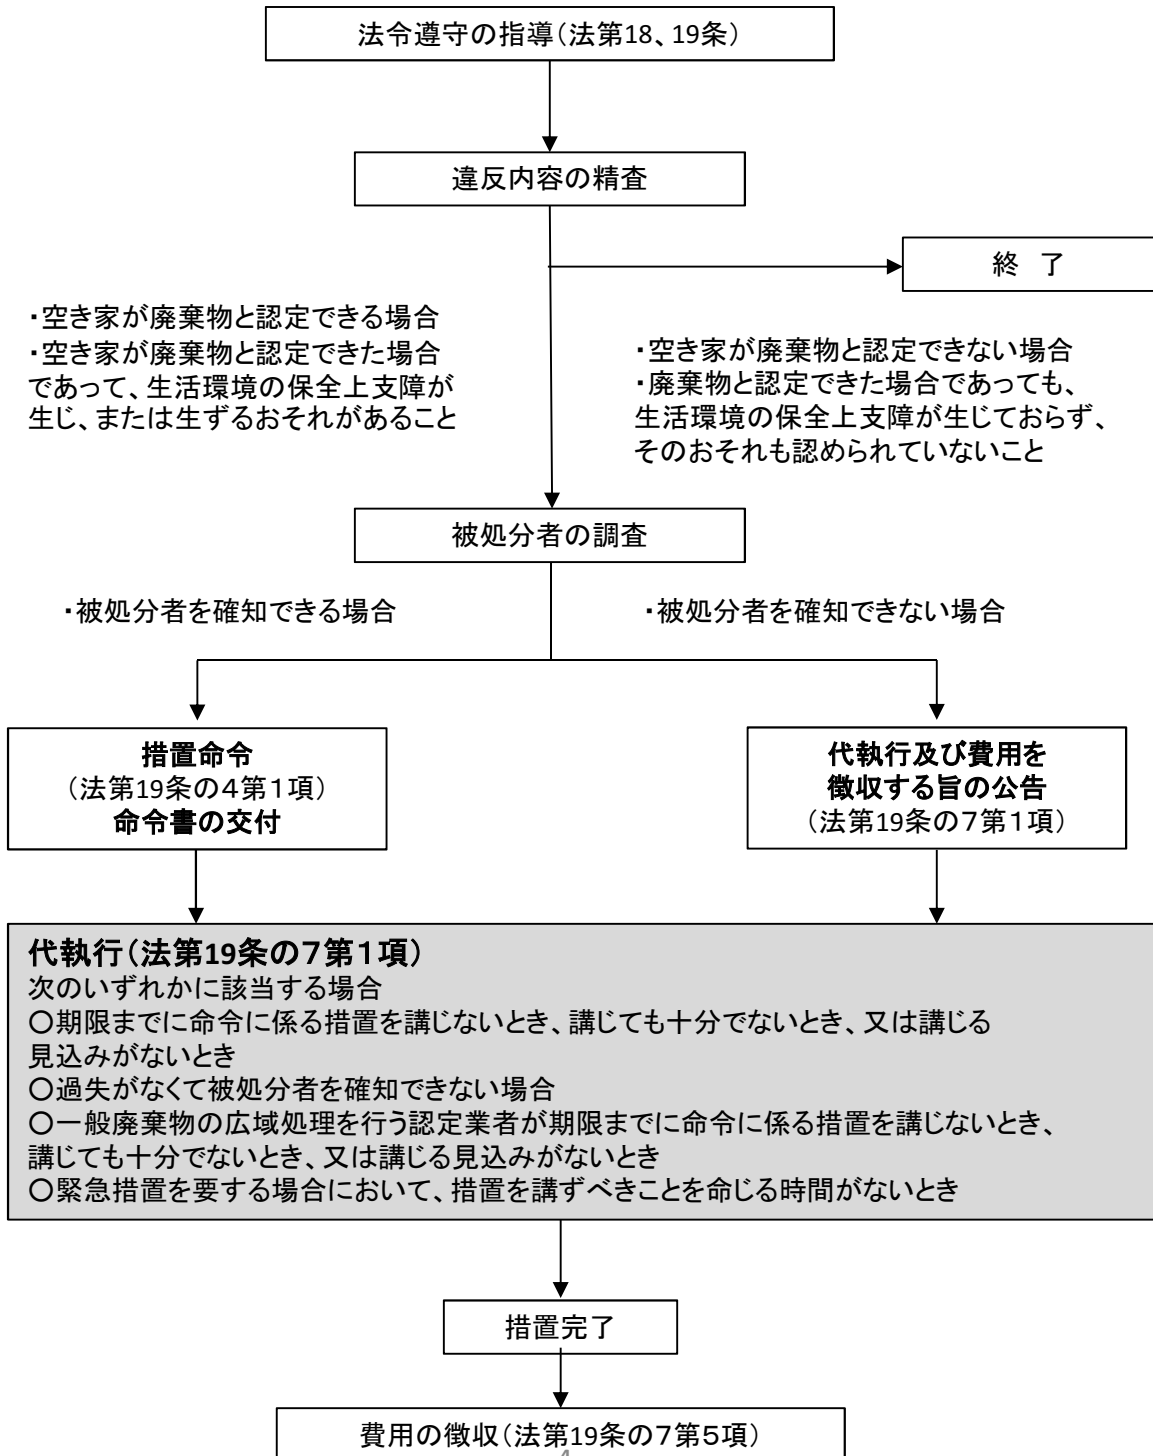 法令遵守の指導(法第18、19条)
違反内容の精査
終　了
・空き家が廃棄物と認定できる場合
・空き家が廃棄物と認定できた場合
であって、生活環境の保全上支障が
生じ、または生ずるおそれがあること
・空き家が廃棄物と認定できない場合
・廃棄物と認定できた場合であっても、
生活環境の保全上支障が生じておらず、
そのおそれも認められていないこと
被処分者の調査
・被処分者を確知できる場合
・被処分者を確知できない場合
措置命令
(法第19条の4第1項)
命令書の交付
代執行及び費用を
徴収する旨の公告
(法第19条の7第1項)
代執行(法第19条の7第1項)
次のいずれかに該当する場合
○期限までに命令に係る措置を講じないとき、講じても十分でないとき、又は講じる
見込みがないとき
○過失がなくて被処分者を確知できない場合
○一般廃棄物の広域処理を行う認定業者が期限までに命令に係る措置を講じないとき、
講じても十分でないとき、又は講じる見込みがないとき
○緊急措置を要する場合において、措置を講ずべきことを命じる時間がないとき
措置完了
費用の徴収(法第19条の7第5項)
4